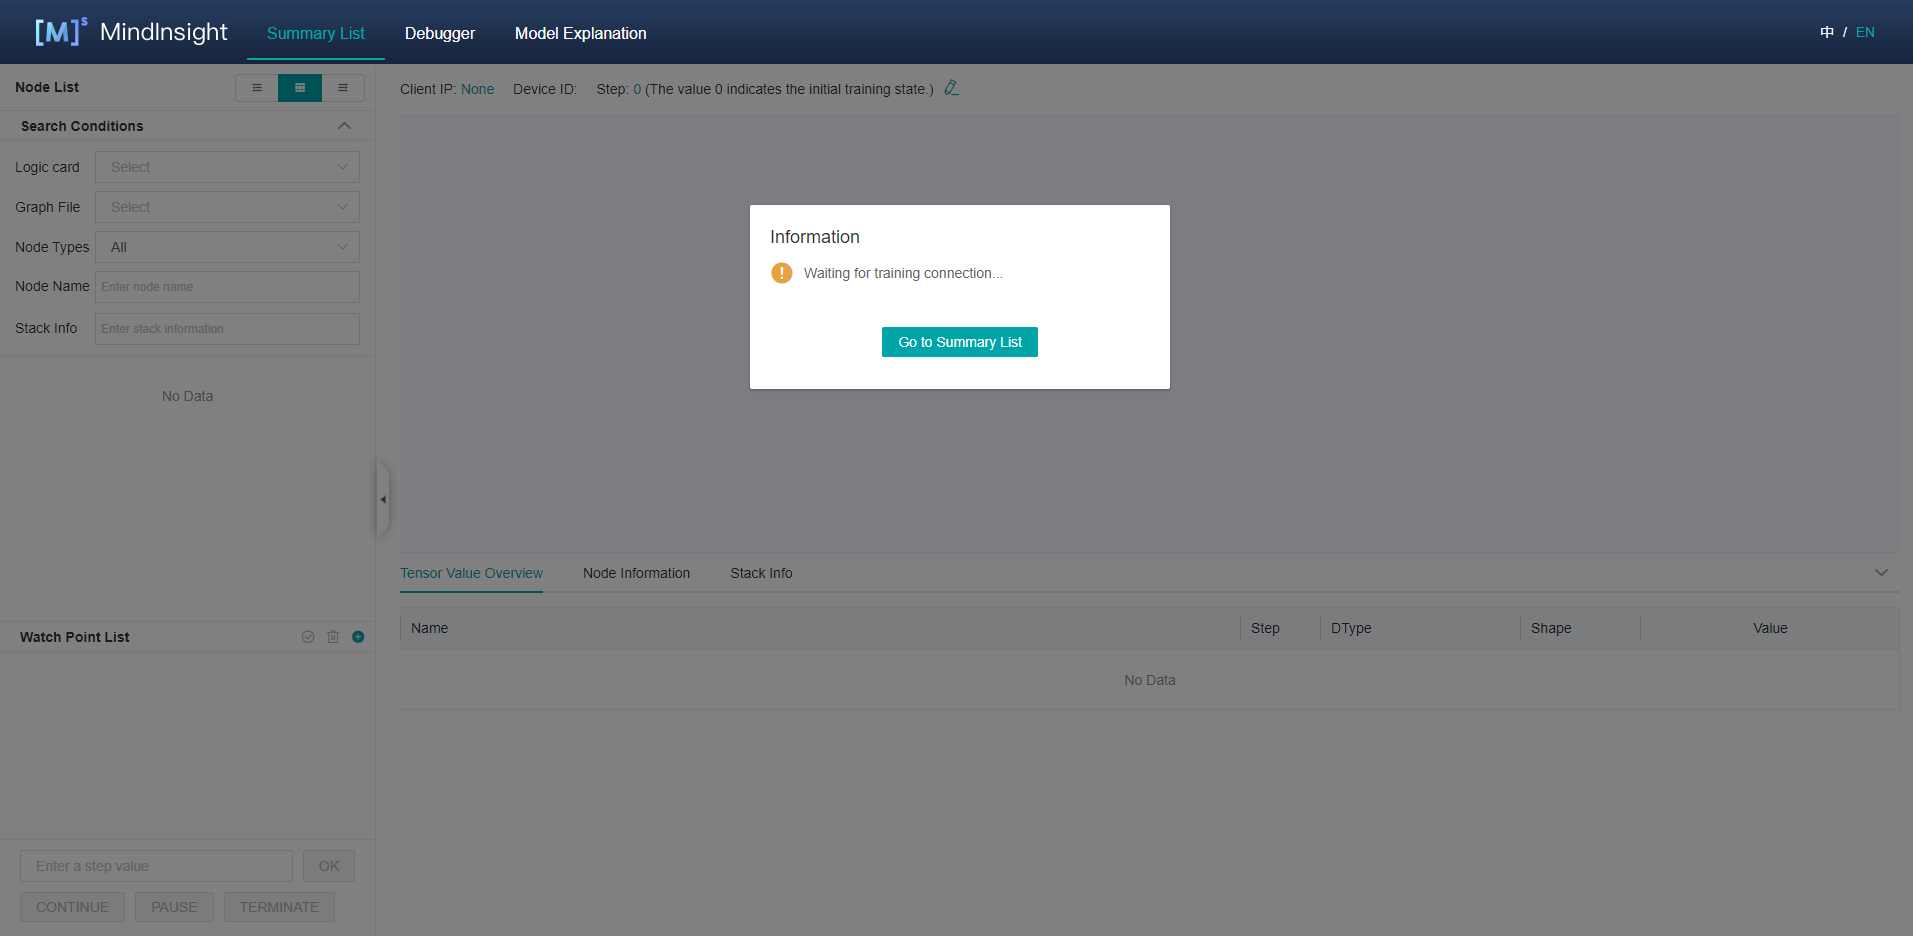 [M]s MindInsight Summary List Debugger Model Explanation 中 / EN
Node List
Client IP: None Device ID: Step: 0 (The value 0 indicates the initial training state.)
Search Conditions
Logic card Select
Graph File Select
Node Types All
Node Name Enter node name
Stack Info Enter stack information
No Data
Information
Waiting for training connection...
Go to Summary List
Tensor Value Overview Node Information Stack Info
Name Step DType Shape Value
No Data
Watch Point List
Enter a step value OK
CONTINUE PAUSE TERMINATE